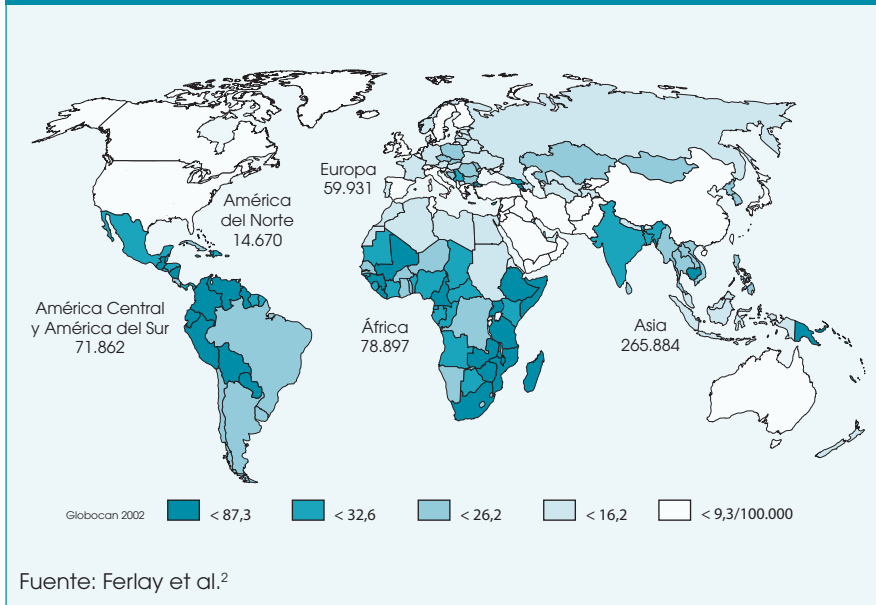 Europa
59.931
América
del Norte
14.670
América Central
y América del Sur
71.862
África
78.897
Asia
265.884
Globocan 2002
< 87,3
< 32,6
< 26,2
< 16,2
< 9,3/100.000
Fuente: Ferlay et al.²